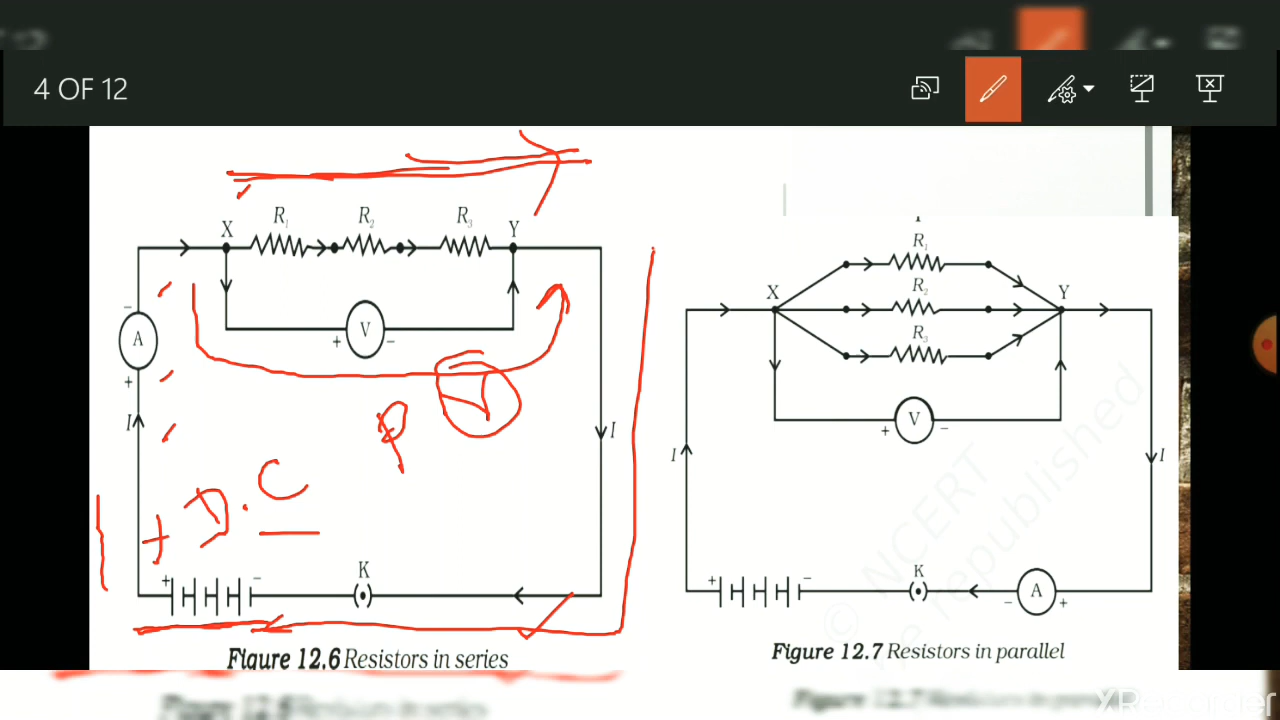 4 OF 12
X R₁ R₂ R₃ Y
V
+ −
−
A
+
I
I
P
+ D.C
+ −
K
Figure 12.6 Resistors in series
R₁
X R₂ Y
R₃
V
+ −
I
I
+ −
K
− A +
© NCERT
be republished
Figure 12.7 Resistors in parallel
XRecorder